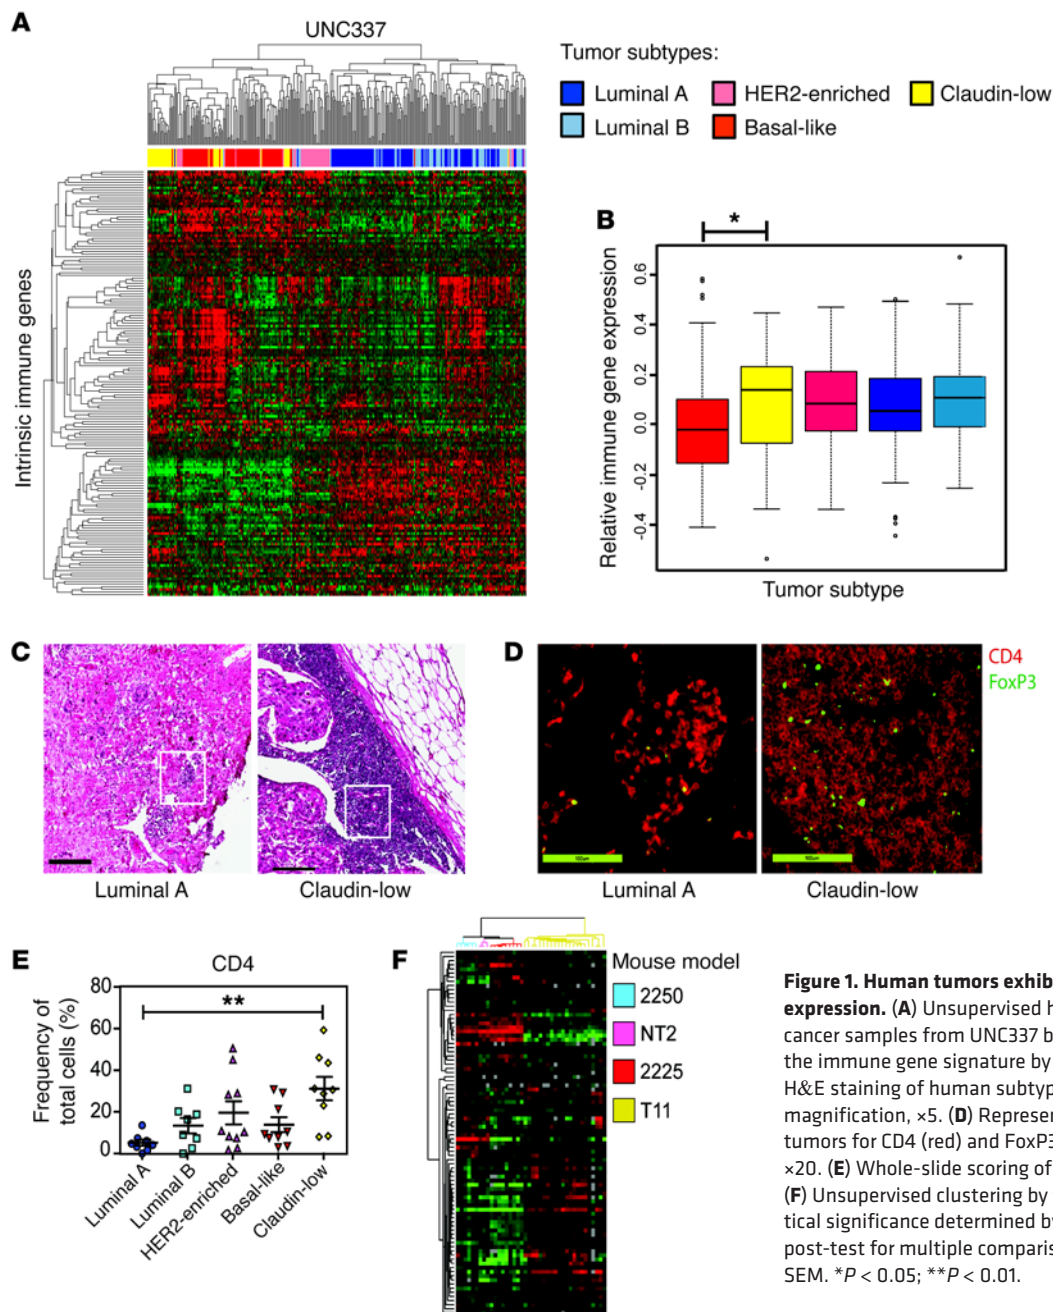 A
UNC337
Intrinsic immune genes
Tumor subtypes:
Luminal A
HER2-enriched
Claudin-low
Luminal B
Basal-like
B
*
Relative immune gene expression
0.6
0.4
0.2
0.0
-0.2
-0.4
Tumor subtype
C
Luminal A
Claudin-low
D
CD4
FoxP3
100µm
100µm
Luminal A
Claudin-low
E
CD4
**
Frequency of
total cells (%)
80
60
40
20
0
Luminal A
Luminal B
HER2-enriched
Basal-like
Claudin-low
F
Mouse model
2250
NT2
2225
T11
Figure 1. Human tumors exhib
expression. (A) Unsupervised h
cancer samples from UNC337 b
the immune gene signature by
H&E staining of human subtyp
magnification, ×5. (D) Represer
tumors for CD4 (red) and FoxP3
×20. (E) Whole-slide scoring of
(F) Unsupervised clustering by
tical significance determined by
post-test for multiple comparis
SEM. *P < 0.05; **P < 0.01.